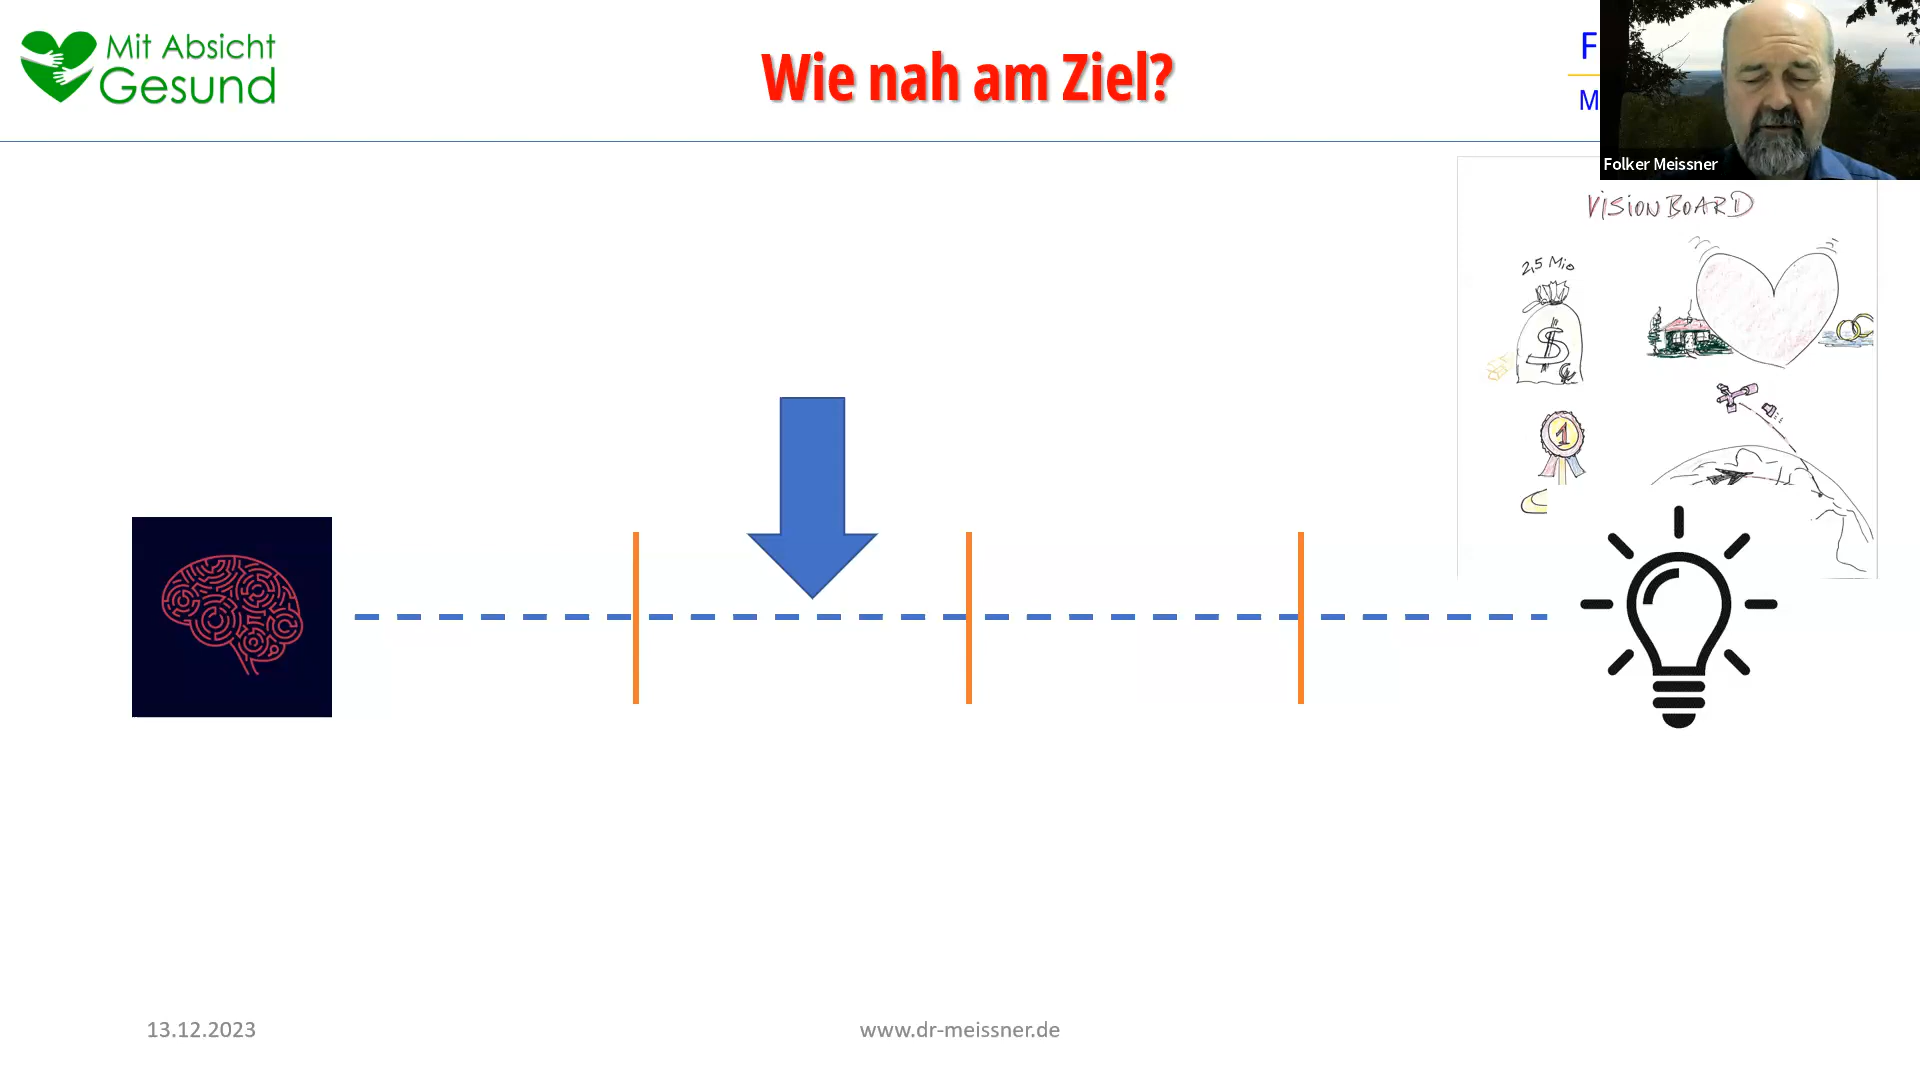 Mit Absicht
Gesund
Wie nah am Ziel?
F
M
Folker Meissner
VISION BOARD
2,5 Mio
$
1
13.12.2023
www.dr-meissner.de